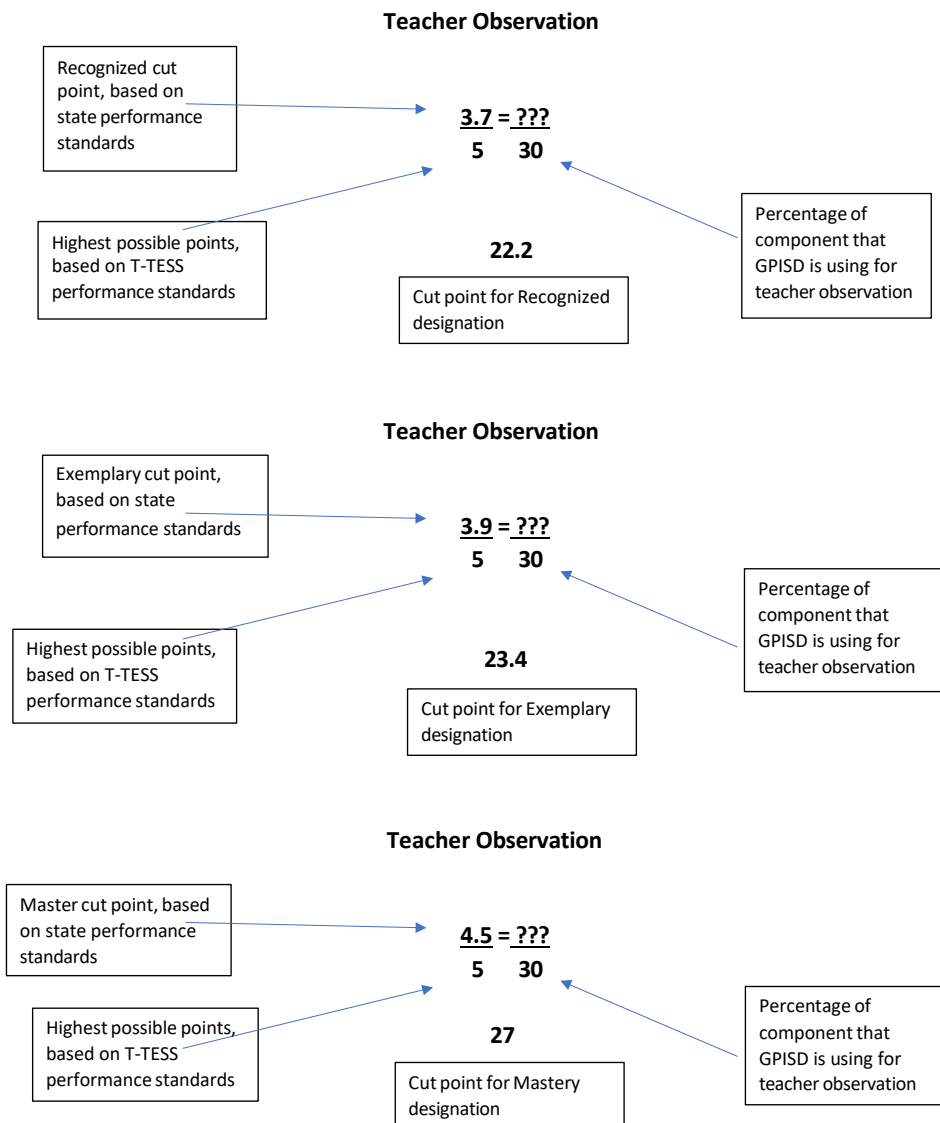 Teacher Observation
Recognized cut
point, based on
state performance
standards
3.7 = ???
5 30
Highest possible points,
based on T-TESS
performance standards
Percentage of
component that
GPISD is using for
teacher observation
22.2
Cut point for Recognized
designation
Teacher Observation
Exemplary cut point,
based on state
performance standards
3.9 = ???
5 30
Highest possible points,
based on T-TESS
performance standards
Percentage of
component that
GPISD is using for
teacher observation
23.4
Cut point for Exemplary
designation
Teacher Observation
Master cut point, based
on state performance
standards
4.5 = ???
5 30
Highest possible points,
based on T-TESS
performance standards
Percentage of
component that
GPISD is using for
teacher observation
27
Cut point for Mastery
designation